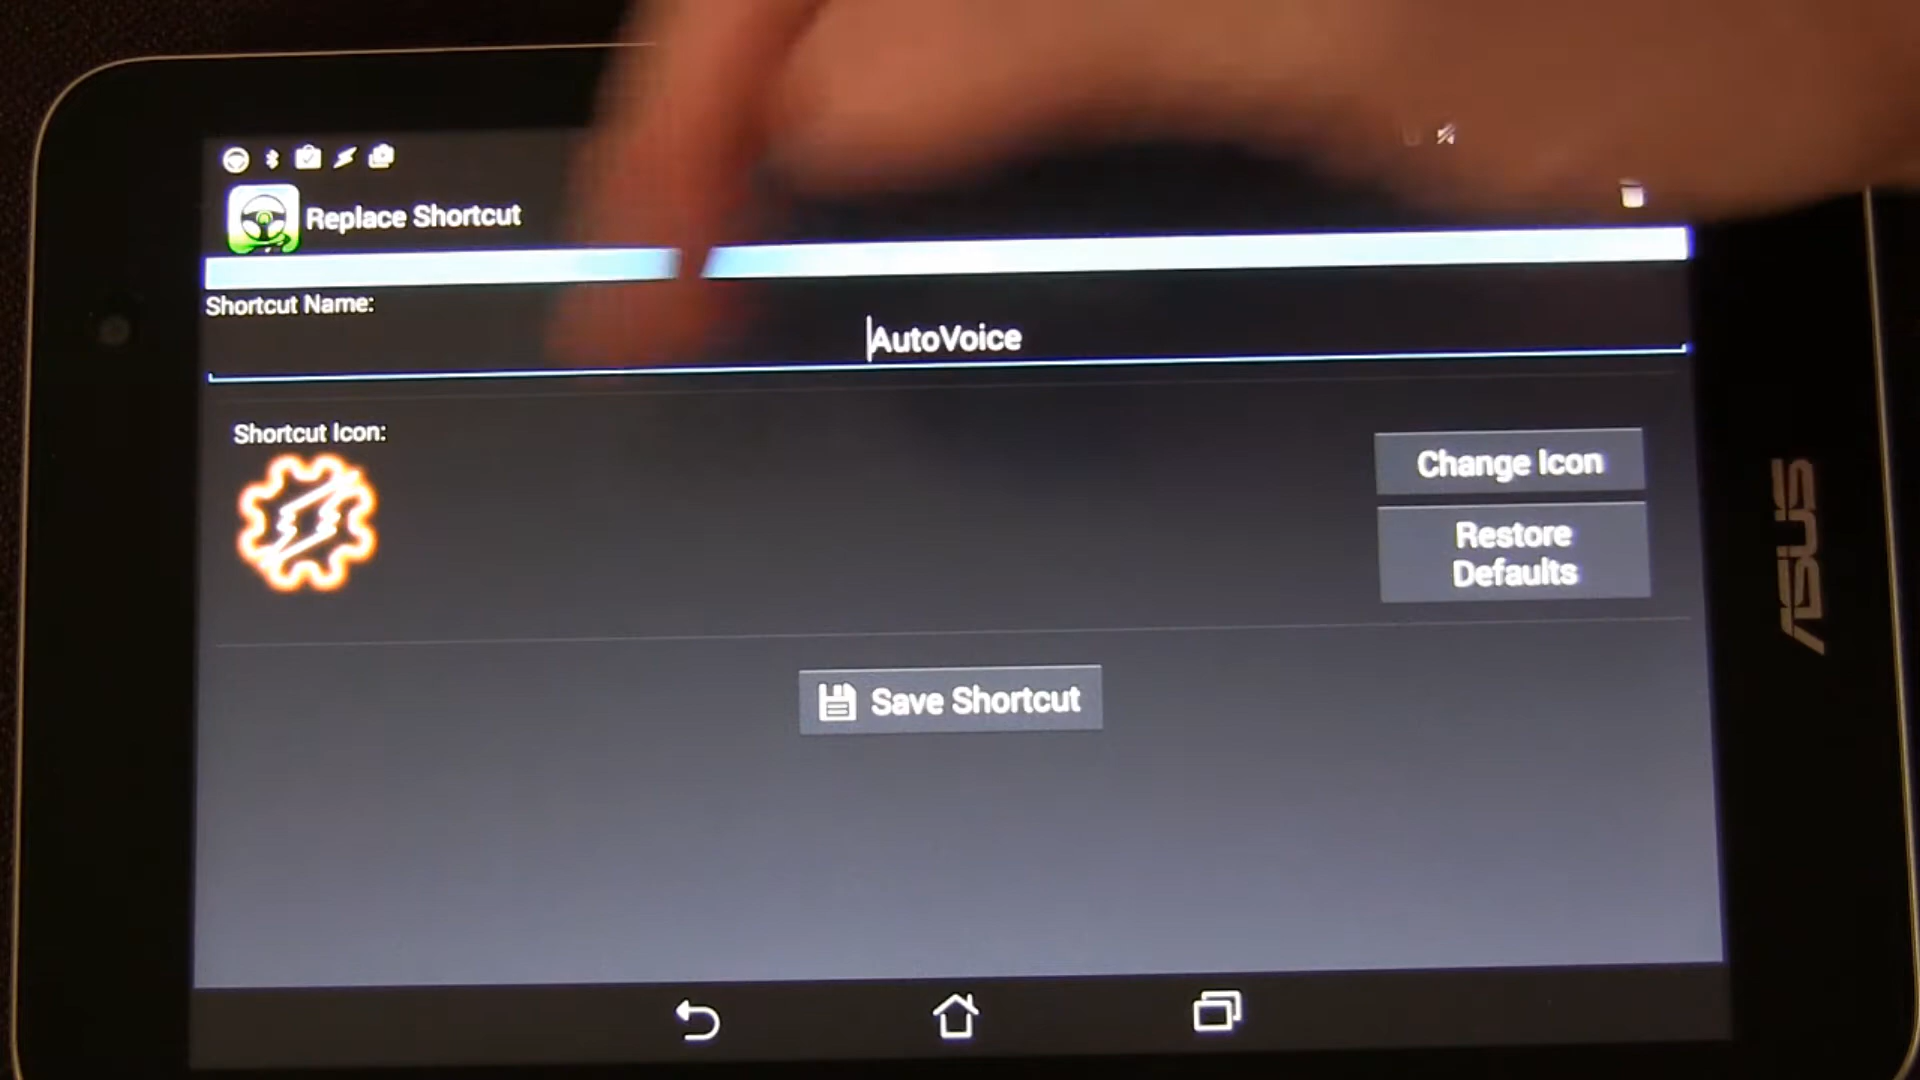 Replace Shortcut
Shortcut Name:
AutoVoice
Shortcut Icon:
Change Icon
Restore
Defaults
Save Shortcut
ASUS